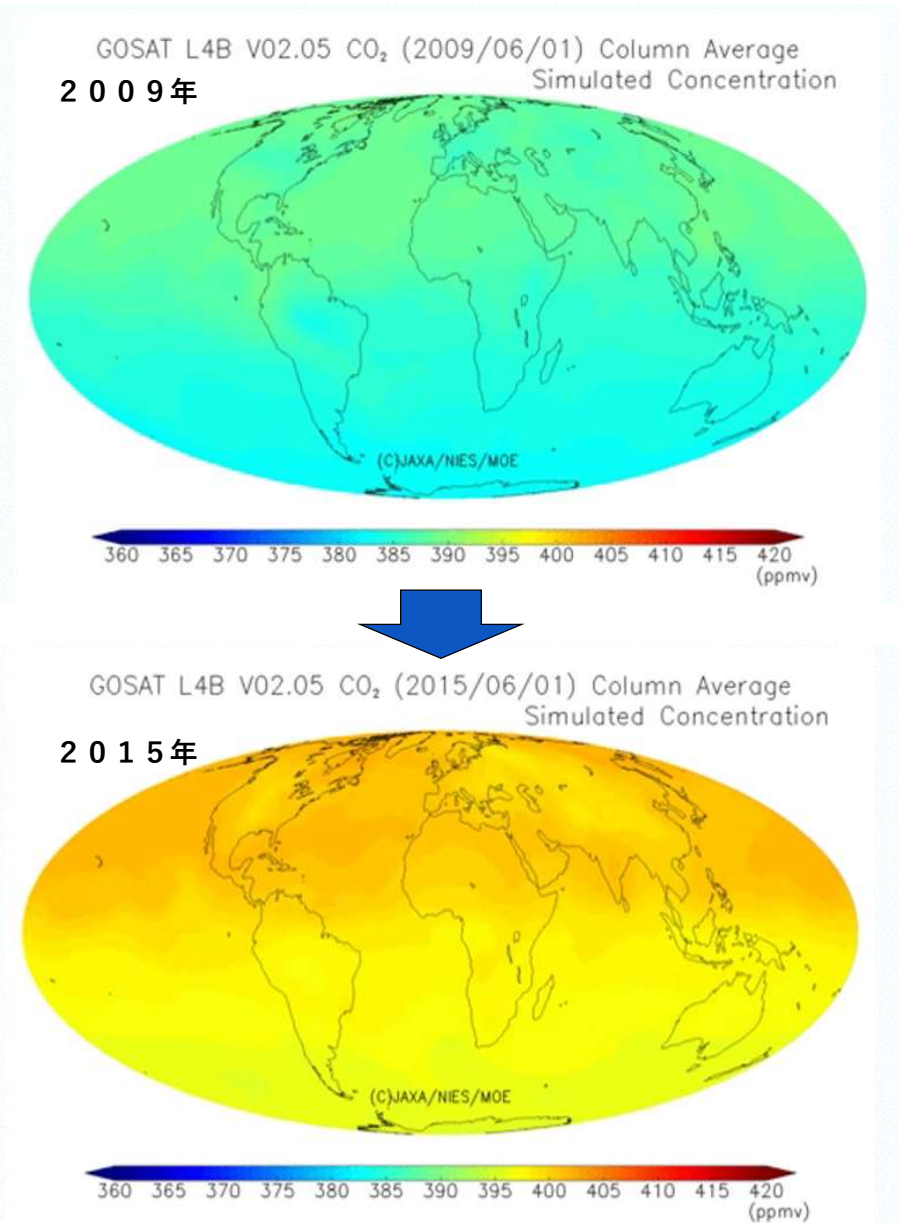 GOSAT L4B V02.05 CO₂ (2009/06/01) Column Average
Simulated Concentration
２００９年
(C)JAXA/NIES/MOE
360 365 370 375 380 385 390 395 400 405 410 415 420
(ppmv)
GOSAT L4B V02.05 CO₂ (2015/06/01) Column Average
Simulated Concentration
２０１５年
(C)JAXA/NIES/MOE
360 365 370 375 380 385 390 395 400 405 410 415 420
(ppmv)